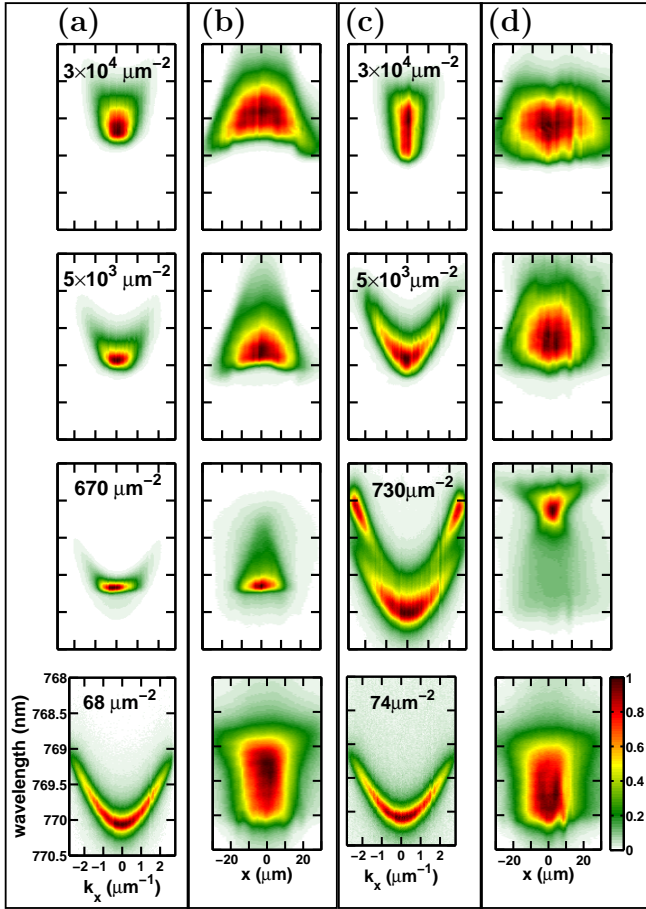 (a) (b) (c) (d)
3×10⁴ μm⁻² 3×10⁴ μm⁻²
5×10³ μm⁻² 5×10³ μm⁻²
670 μm⁻² 730μm⁻²
768 68 μm⁻² 74μm⁻² 1
768.5 0.8
769 0.6
769.5 0.4
770 0.2
770.5 0
wavelength (nm)
−2 −1 0 1 2 −20 0 20 −2 −1 0 1 2 −20 0 20
kₓ (μm⁻¹) x (μm) kₓ (μm⁻¹) x (μm)